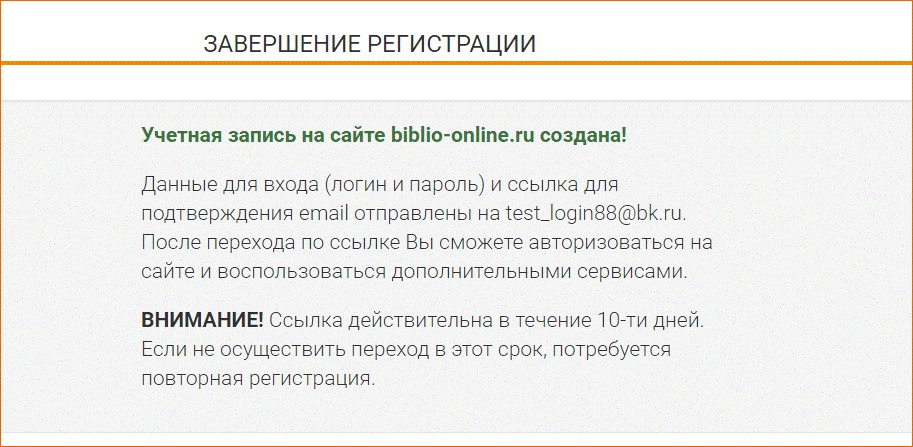 ЗАВЕРШЕНИЕ РЕГИСТРАЦИИ
Учетная запись на сайте biblio-online.ru создана!
Данные для входа (логин и пароль) и ссылка для
подтверждения email отправлены на test_login88@bk.ru.
После перехода по ссылке Вы сможете авторизоваться на
сайте и воспользоваться дополнительными сервисами.
ВНИМАНИЕ! Ссылка действительна в течение 10-ти дней.
Если не осуществить переход в этот срок, потребуется
повторная регистрация.